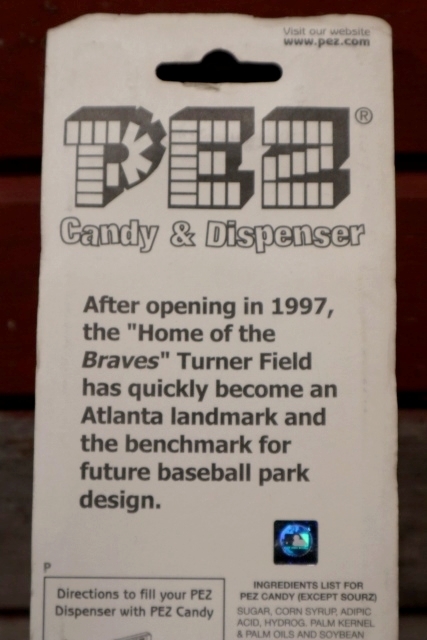 Visit our website
www.pez.com
PEZ®
Candy & Dispenser
After opening in 1997,
the "Home of the
Braves" Turner Field
has quickly become an
Atlanta landmark and
the benchmark for
future baseball park
design.
P
Directions to fill your PEZ
Dispenser with PEZ Candy
INGREDIENTS LIST FOR
PEZ CANDY (EXCEPT SOURZ)
SUGAR, CORN SYRUP, ADIPIC
ACID, HYDROG. PALM KERNEL
& PALM OILS AND SOYBEAN